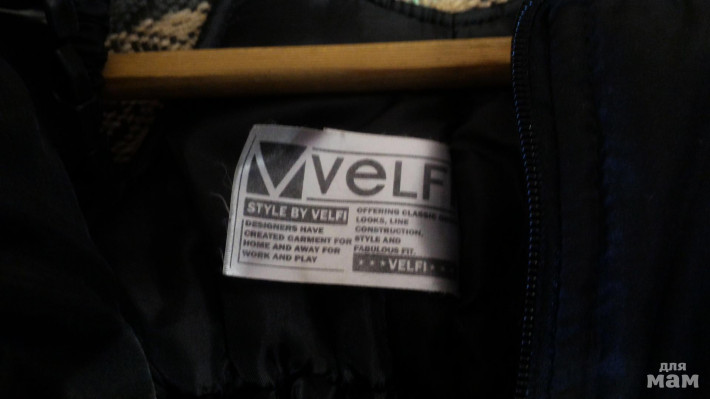 VELF
STYLE BY VELFI
DESIGNERS HAVE
CREATED GARMENT FOR
HOME AND AWAY FOR
WORK AND PLAY
OFFERING CLASSIC
LOOKS, LINE
CONSTRUCTION,
STYLE AND
FABULOUS FIT.
VELFI
для
мам